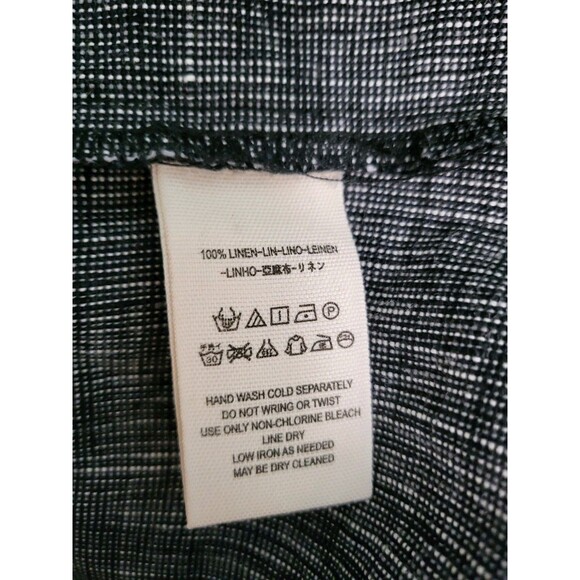 100% LINEN-LIN-LINO-LEINEN
-LINHO-亞麻布-リネン
P
30
HAND WASH COLD SEPARATELY
DO NOT WRING OR TWIST
USE ONLY NON-CHLORINE BLEACH
LINE DRY
LOW IRON AS NEEDED
MAY BE DRY CLEANED